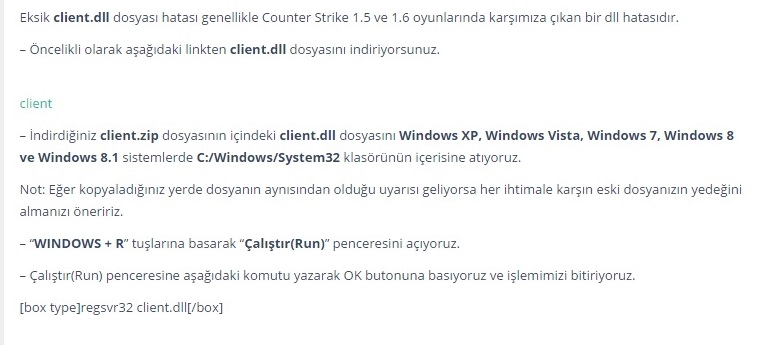 Eksik client.dll dosyası hatası genellikle Counter Strike 1.5 ve 1.6 oyunlarında karşımıza çıkan bir dll hatasıdır.
– Öncelikli olarak aşağıdaki linkten client.dll dosyasını indiriyorsunuz.
client
– İndirdiğiniz client.zip dosyasının içindeki client.dll dosyasını Windows XP, Windows Vista, Windows 7, Windows 8
ve Windows 8.1 sistemlerde C:/Windows/System32 klasörünün içerisine atıyoruz.
Not: Eğer kopyaladığınız yerde dosyanın aynısından olduğu uyarısı geliyorsa her ihtimale karşın eski dosyanızın yedeğini
almanızı öneririz.
– “WINDOWS + R” tuşlarına basarak “Çalıştır(Run)” penceresini açıyoruz.
– Çalıştır(Run) penceresine aşağıdaki komutu yazarak OK butonuna basıyoruz ve işlemimizi bitiriyoruz.
[box type]regsvr32 client.dll[/box]